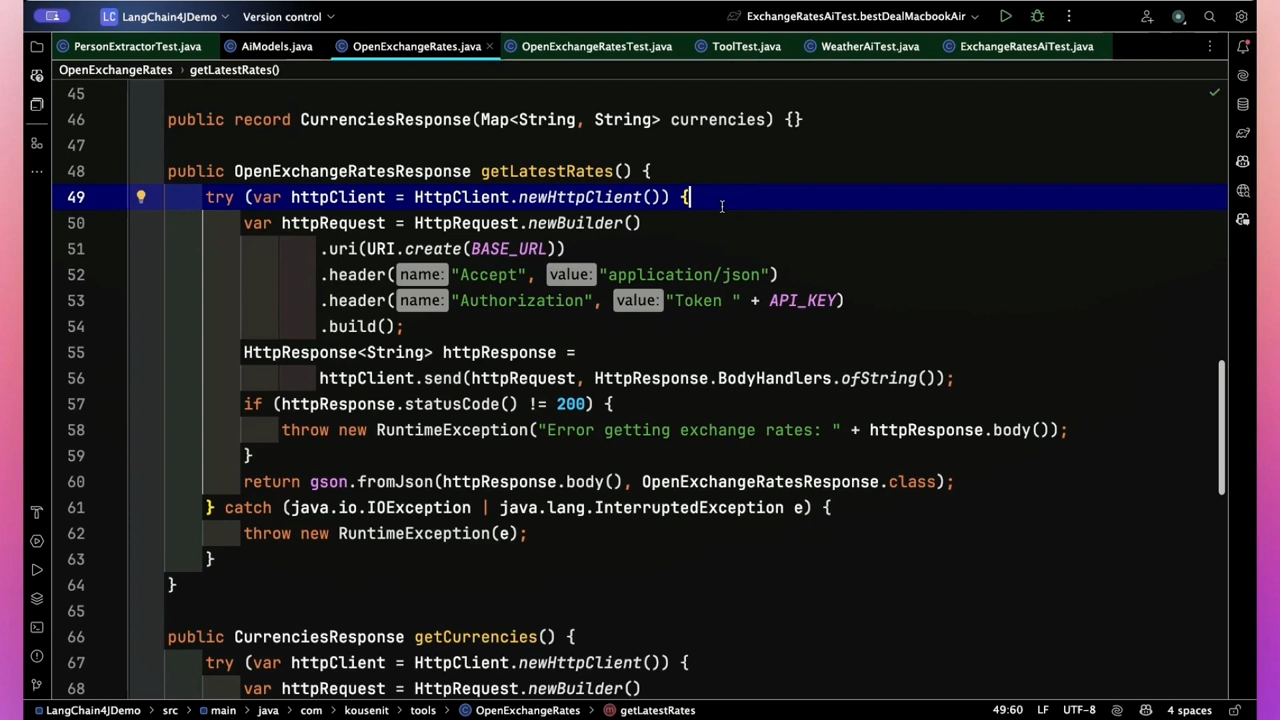 LC LangChain4JDemo Version control ExchangeRatesAiTest.bestDealMacbookAir
PersonExtractorTest.java AiModels.java OpenExchangeRates.java OpenExchangeRatesTest.java ToolTest.java WeatherAiTest.java ExchangeRatesAiTest.java
OpenExchangeRates getLatestRates()
45
46 public record CurrenciesResponse(Map<String, String> currencies) {}
47
48 public OpenExchangeRatesResponse getLatestRates() {
49 try (var httpClient = HttpClient.newHttpClient()) {
50 var httpRequest = HttpRequest.newBuilder()
51 .uri(URI.create(BASE_URL))
52 .header( name: "Accept", value: "application/json")
53 .header( name: "Authorization", value: "Token " + API_KEY)
54 .build();
55 HttpResponse<String> httpResponse =
56 httpClient.send(httpRequest, HttpResponse.BodyHandlers.ofString());
57 if (httpResponse.statusCode() != 200) {
58 throw new RuntimeException("Error getting exchange rates: " + httpResponse.body());
59 }
60 return gson.fromJson(httpResponse.body(), OpenExchangeRatesResponse.class);
61 } catch (java.io.IOException | java.lang.InterruptedException e) {
62 throw new RuntimeException(e);
63 }
64 }
65
66 public CurrenciesResponse getCurrencies() {
67 try (var httpClient = HttpClient.newHttpClient()) {
68 var httpRequest = HttpRequest.newBuilder()
LangChain4JDemo src main java com kousenit tools OpenExchangeRates getLatestRates 49:60 LF UTF-8 4 spaces